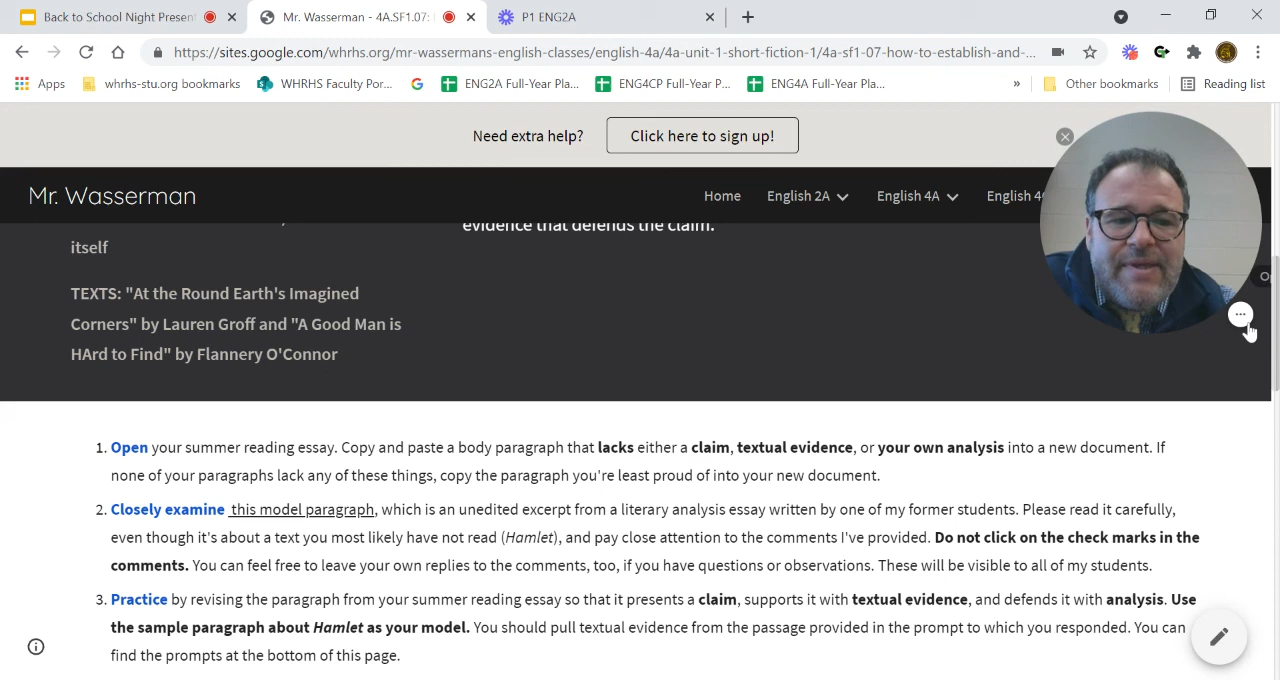 Back to School Night Present
Mr. Wasserman - 4A.SF1.07:
P1 ENG2A
https://sites.google.com/whrhs.org/mr-wassermans-english-classes/english-4a/4a-unit-1-short-fiction-1/4a-sf1-07-how-to-establish-and-...
Apps
whrhs-stu.org bookmarks
WHRHS Faculty Por...
ENG2A Full-Year Pla...
ENG4CP Full-Year P...
ENG4A Full-Year Pla...
»
Other bookmarks
Reading list
Need extra help?
Click here to sign up!
Mr. Wasserman
Home
English 2A
English 4A
English 4
itself
evidence that defends the claim.
TEXTS: "At the Round Earth's Imagined
Corners" by Lauren Groff and "A Good Man is
HArd to Find" by Flannery O'Connor
1. Open your summer reading essay. Copy and paste a body paragraph that lacks either a claim, textual evidence, or your own analysis into a new document. If
none of your paragraphs lack any of these things, copy the paragraph you're least proud of into your new document.
2. Closely examine this model paragraph, which is an unedited excerpt from a literary analysis essay written by one of my former students. Please read it carefully,
even though it's about a text you most likely have not read (Hamlet), and pay close attention to the comments I've provided. Do not click on the check marks in the
comments. You can feel free to leave your own replies to the comments, too, if you have questions or observations. These will be visible to all of my students.
3. Practice by revising the paragraph from your summer reading essay so that it presents a claim, supports it with textual evidence, and defends it with analysis. Use
the sample paragraph about Hamlet as your model. You should pull textual evidence from the passage provided in the prompt to which you responded. You can
find the prompts at the bottom of this page.